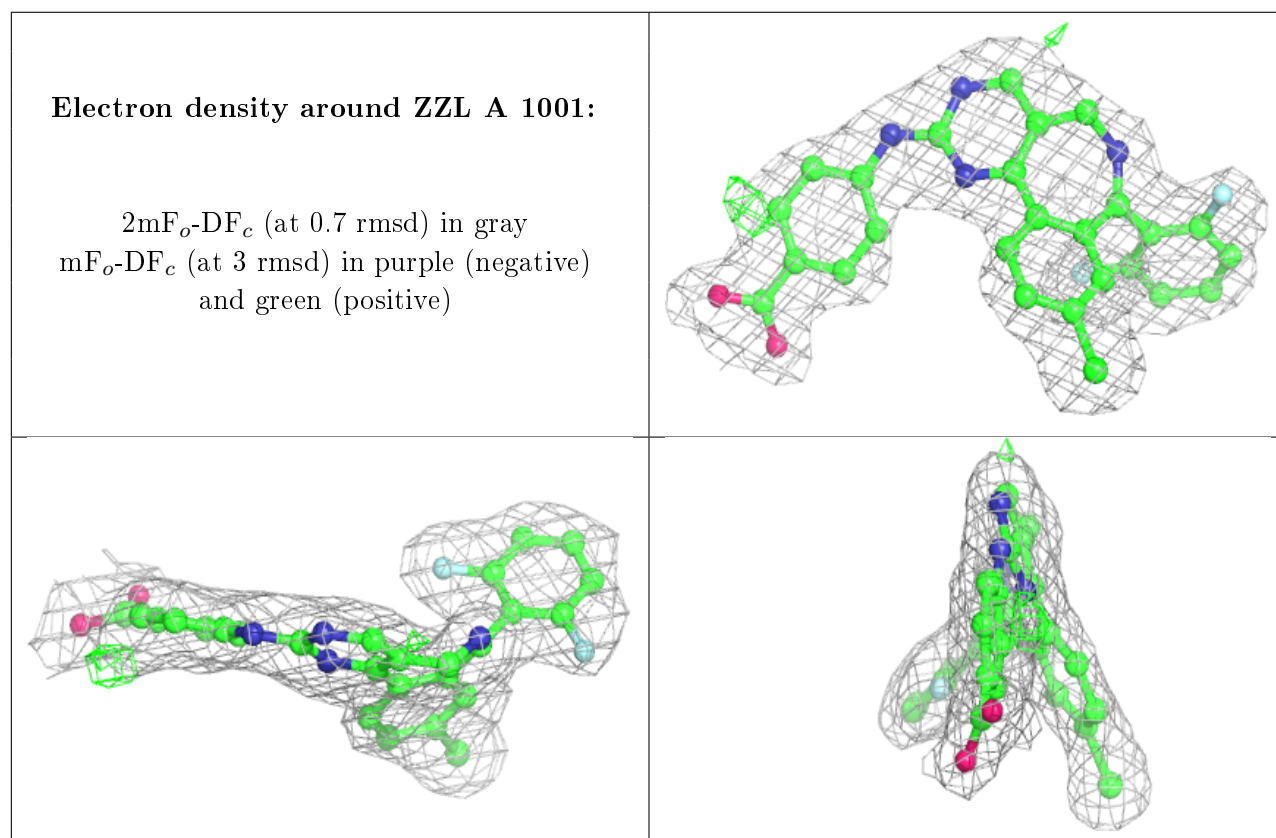 Electron density around ZZL A 1001:
2mFₒ-DF𝒸 (at 0.7 rmsd) in gray
mFₒ-DF𝒸 (at 3 rmsd) in purple (negative)
and green (positive)